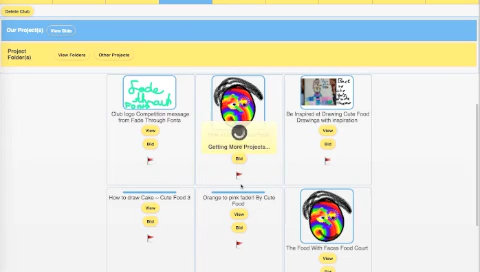 Delete Club
Our Project(s) View Slide
Project
Folder(s)
View Folders Other Projects
Fade
through
Fonts
Club logo Competition message
from Fade Through Fonts
View
Bid
Getting More Projects...
Bid
Be Inspired of Drawing Cute Food
Drawings with inspiration
View
Bid
How to draw Cake – Cute Food 9
View
Bid
Orange to pink fade!! By Cute
Food
View
Bid
The Food With Faces Food Court
View